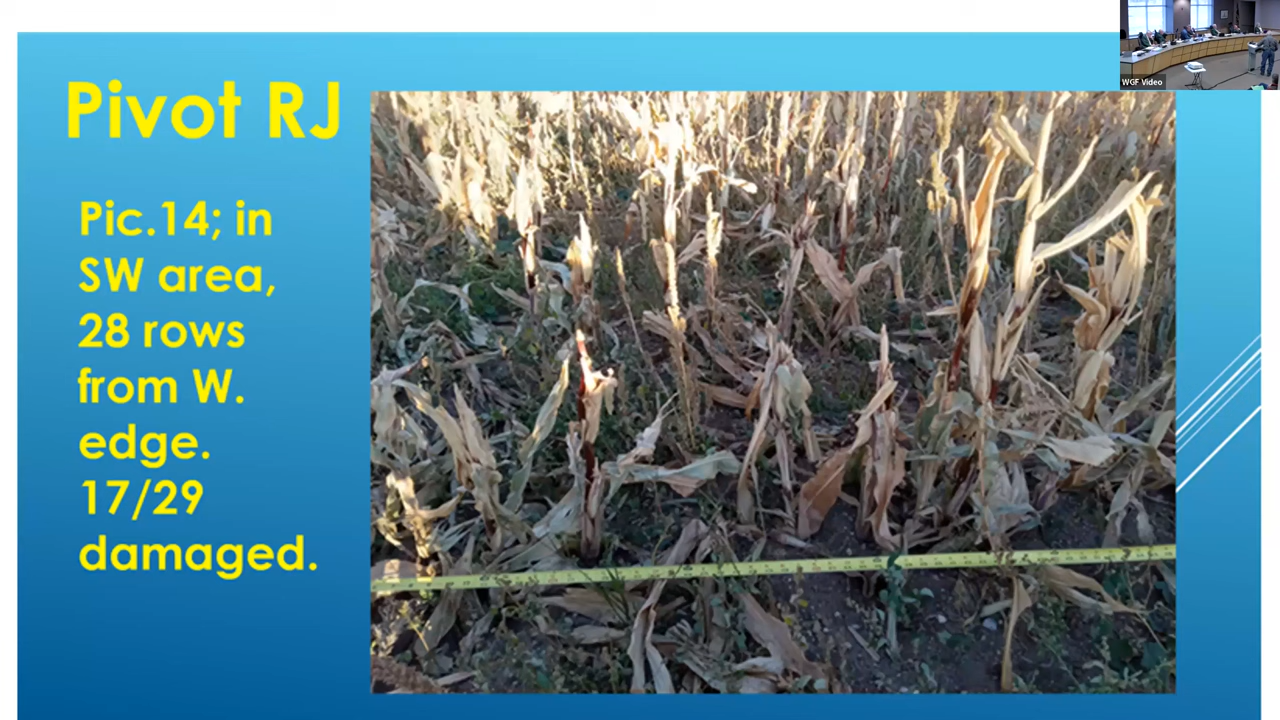 Pivot RJ
Pic.14; in
SW area,
28 rows
from W.
edge.
17/29
damaged.
WGF Video